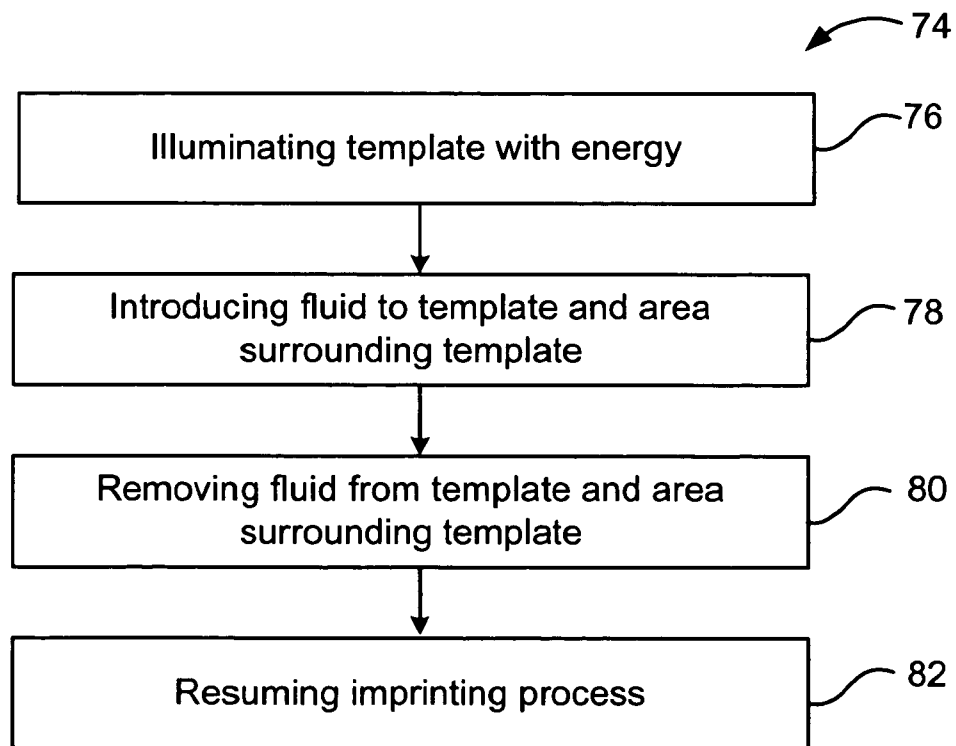 74
Illuminating template with energy
76
Introducing fluid to template and area
surrounding template
78
Removing fluid from template and area
surrounding template
80
Resuming imprinting process
82